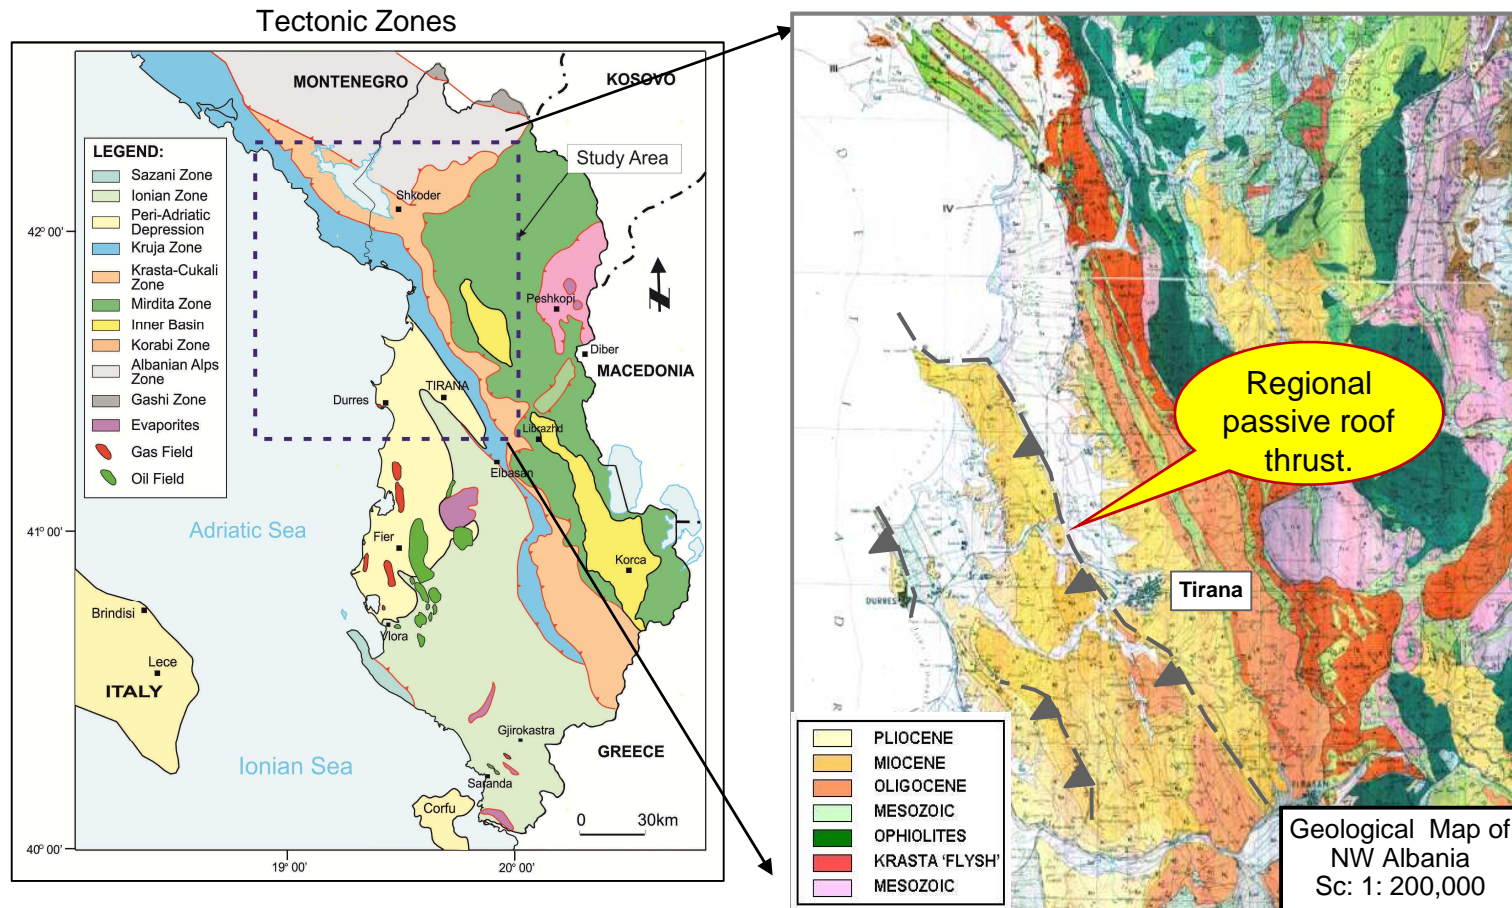 Tectonic Zones
MONTENEGRO
KOSOVO
LEGEND:
Sazani Zone
Ionian Zone
Peri-Adriatic
Depression
Kruja Zone
Krasta-Cukali
Zone
Mirdita Zone
Inner Basin
Korabi Zone
Albanian Alps
Zone
Gashi Zone
Evaporites
Gas Field
Oil Field
Study Area
Shkoder
42° 00'
N
Peshkopi
Diber
MACEDONIA
TIRANA
Durres
Librazhd
Elbasan
Adriatic Sea
41° 00'
Fier
Korca
Brindisi
Vlora
Lece
ITALY
Gjirokastra
GREECE
Ionian Sea
Saranda
Corfu
0 30km
40° 00'
19° 00'
20° 00'
III
IV
D
E
T
I
A
D
R
Regional
passive roof
thrust.
Tirana
DURRES
ELBASAN
PLIOCENE
MIOCENE
OLIGOCENE
MESOZOIC
OPHIOLITES
KRASTA 'FLYSH'
MESOZOIC
Geological Map of
NW Albania
Sc: 1: 200,000